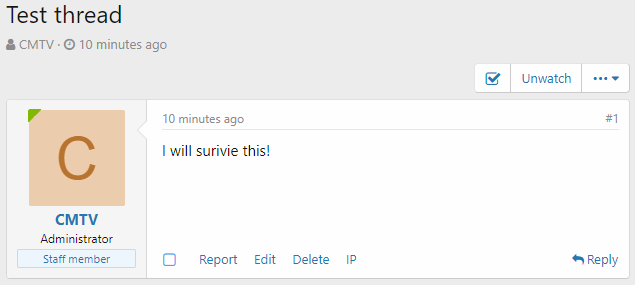 Test thread
CMTV · 10 minutes ago
Unwatch
C
CMTV
Administrator
Staff member
10 minutes ago #1
I will surivie this!
Report Edit Delete IP Reply